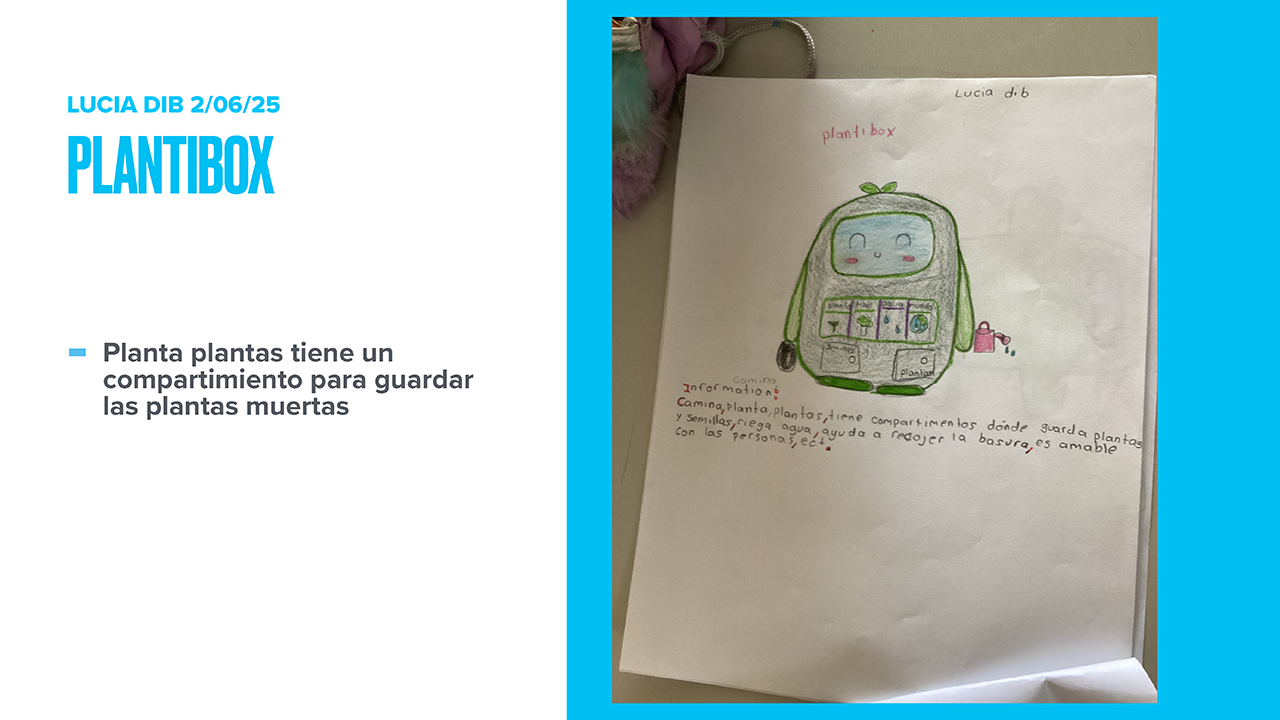 LUCIA DIB 2/06/25
PLANTIBOX
Planta plantas tiene un
compartimiento para guardar
las plantas muertas
Lucia dib
plantibox
plantas
Camina
Information:
Camina, planta, plantas, tiene compartimentos dónde guarda plantas
y semillas, riega agua, ayuda a recojer la basura, es amable
con las personas, ect.